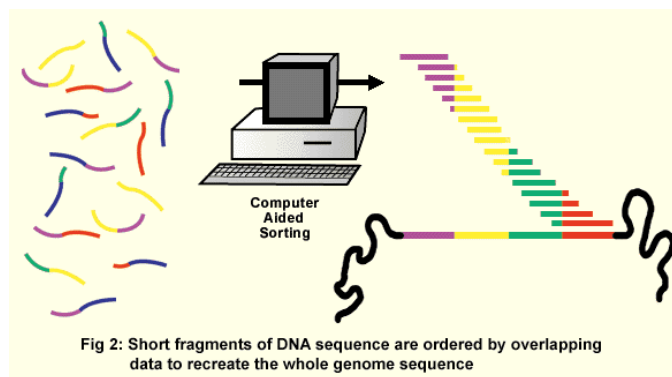 Computer
Aided
Sorting
Fig 2: Short fragments of DNA sequence are ordered by overlapping
data to recreate the whole genome sequence